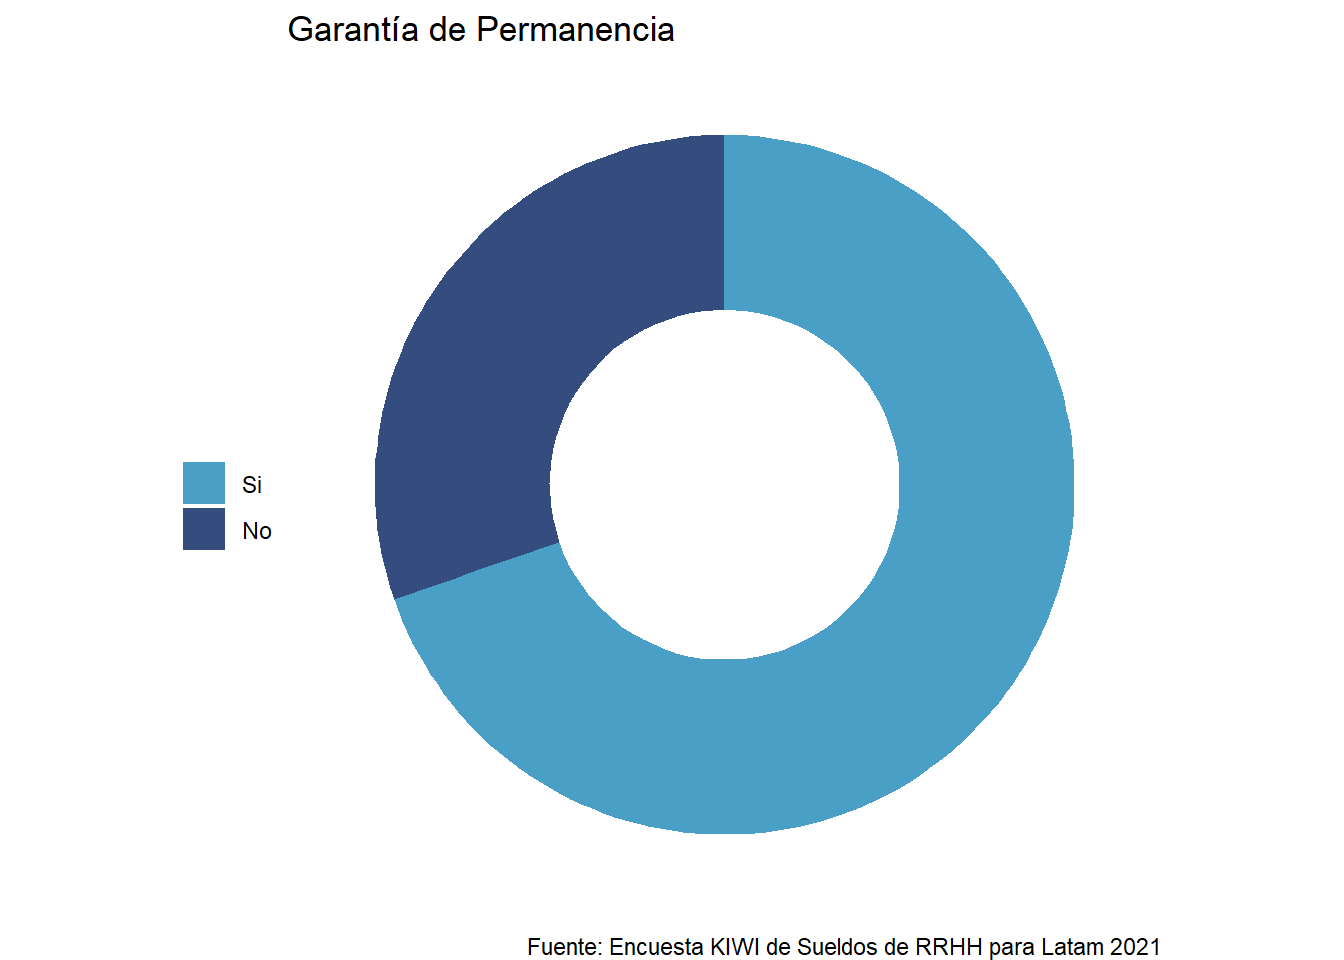 Garantía de Permanencia
Si
No
Fuente: Encuesta KIWI de Sueldos de RRHH para Latam 2021